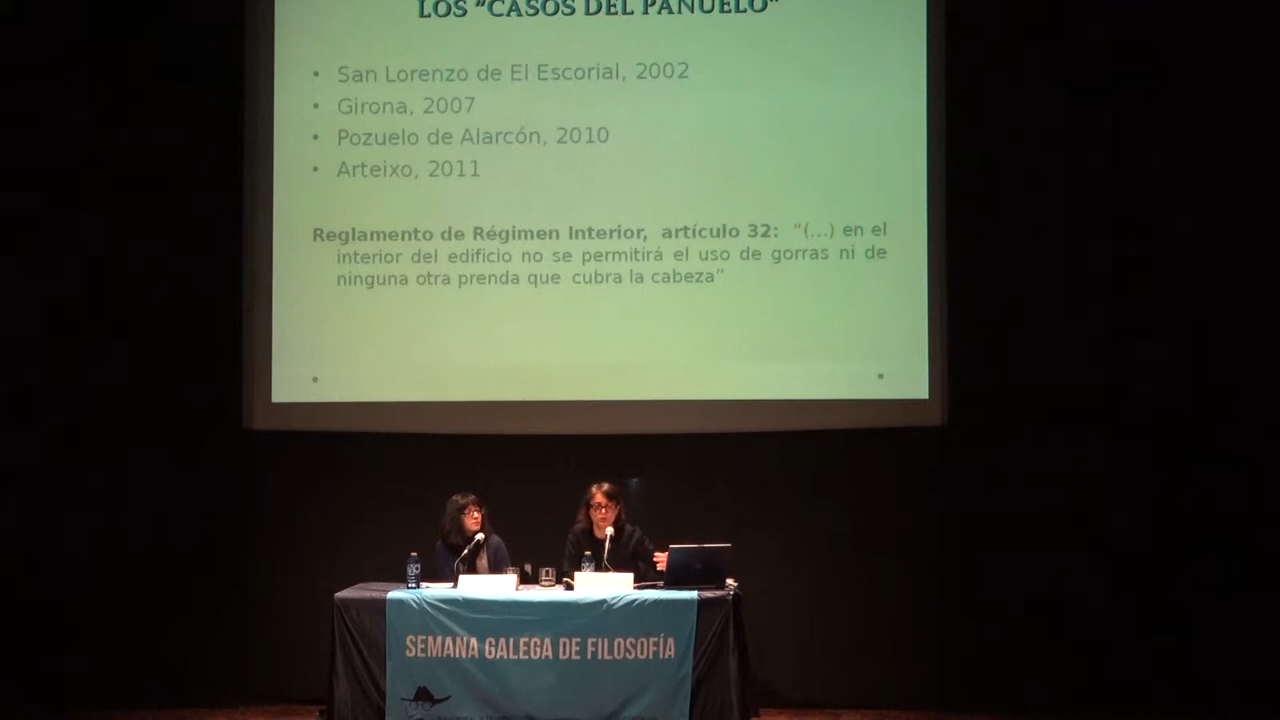 LOS “CASOS DEL PAÑUELO”
• San Lorenzo de El Escorial, 2002
• Girona, 2007
• Pozuelo de Alarcón, 2010
• Arteixo, 2011
Reglamento de Régimen Interior, artículo 32: “(...) en el
interior del edificio no se permitirá el uso de gorras ni de
ninguna otra prenda que cubra la cabeza”
SEMANA GALEGA DE FILOSOFÍA